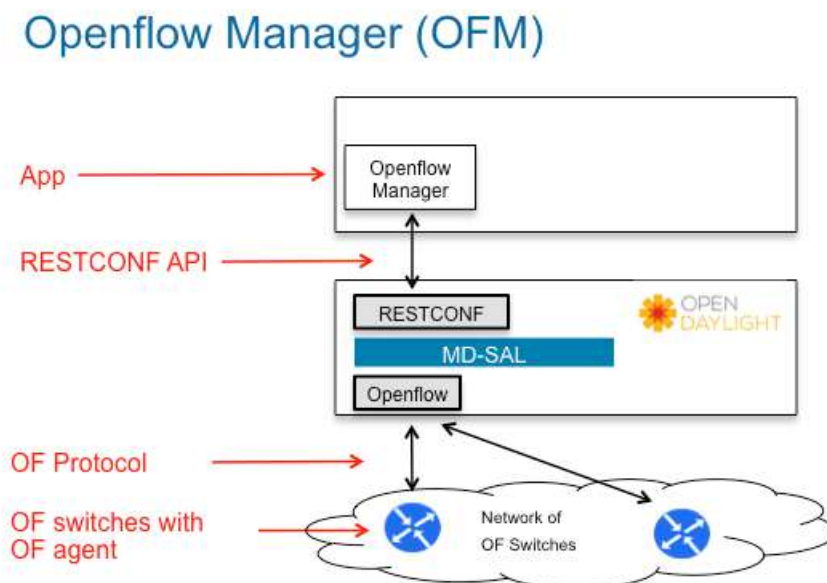 Openflow Manager (OFM)
App
Openflow
Manager
RESTCONF API
RESTCONF
OPEN
DAYLIGHT
MD-SAL
Openflow
OF Protocol
OF switches with
OF agent
Network of
OF Switches